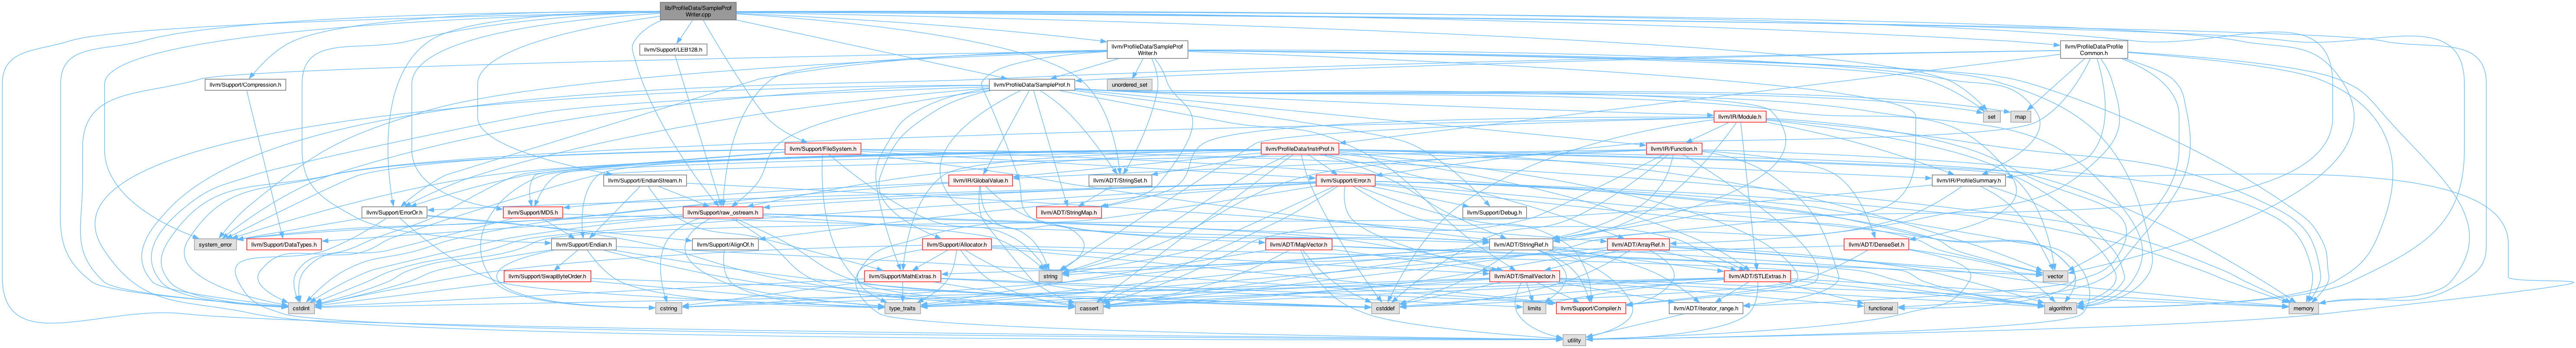 lib/ProfileData/SampleProf
Writer.cpp
llvm/Support/LEB128.h
llvm/ProfileData/SampleProf
Writer.h
llvm/ProfileData/Profile
Common.h
llvm/Support/Compression.h
llvm/ProfileData/SampleProf.h
unordered_set
set
map
llvm/IR/Module.h
llvm/Support/FileSystem.h
llvm/ProfileData/InstrProf.h
llvm/IR/Function.h
llvm/Support/EndianStream.h
llvm/IR/GlobalValue.h
llvm/ADT/StringSet.h
llvm/Support/Error.h
llvm/IR/ProfileSummary.h
llvm/Support/ErrorOr.h
llvm/Support/MD5.h
llvm/Support/raw_ostream.h
llvm/ADT/StringMap.h
llvm/Support/Debug.h
system_error
llvm/Support/DataTypes.h
llvm/Support/Endian.h
llvm/Support/AlignOf.h
llvm/Support/Allocator.h
llvm/ADT/MapVector.h
llvm/ADT/StringRef.h
llvm/ADT/ArrayRef.h
llvm/ADT/DenseSet.h
llvm/Support/SwapByteOrder.h
llvm/Support/MathExtras.h
string
llvm/ADT/SmallVector.h
llvm/ADT/STLExtras.h
vector
cstdint
cstring
type_traits
cassert
cstddef
limits
llvm/Support/Compiler.h
functional
llvm/ADT/iterator_range.h
algorithm
memory
utility